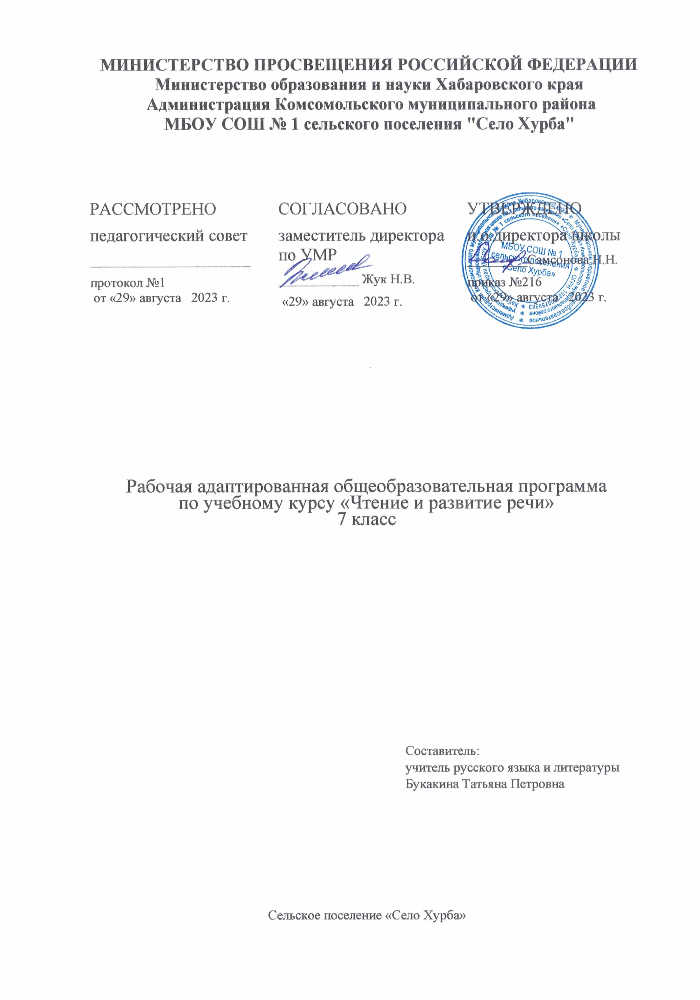 МИНИСТЕРСТВО ПРОСВЕЩЕНИЯ РОССИЙСКОЙ ФЕДЕРАЦИИ
Министерство образования и науки Хабаровского края
Администрация Комсомольского муниципального района
МБОУ СОШ № 1 сельского поселения "Село Хурба"
РАССМОТРЕНО
педагогический совет
протокол №1
от «29» августа 2023 г.
СОГЛАСОВАНО
заместитель директора
по УМР
Жук Н.В.
«29» августа 2023 г.
УТВЕРЖДЕНО
и.о директора школы
Самсонова Н.Н.
приказ №216
от «29» августа 2023 г.
МБОУ СОШ № 1
сельского поселения
«Село Хурба»
Рабочая адаптированная общеобразовательная программа
по учебному курсу «Чтение и развитие речи»
7 класс
Составитель:
учитель русского языка и литературы
Букакина Татьяна Петровна
Сельское поселение «Село Хурба»